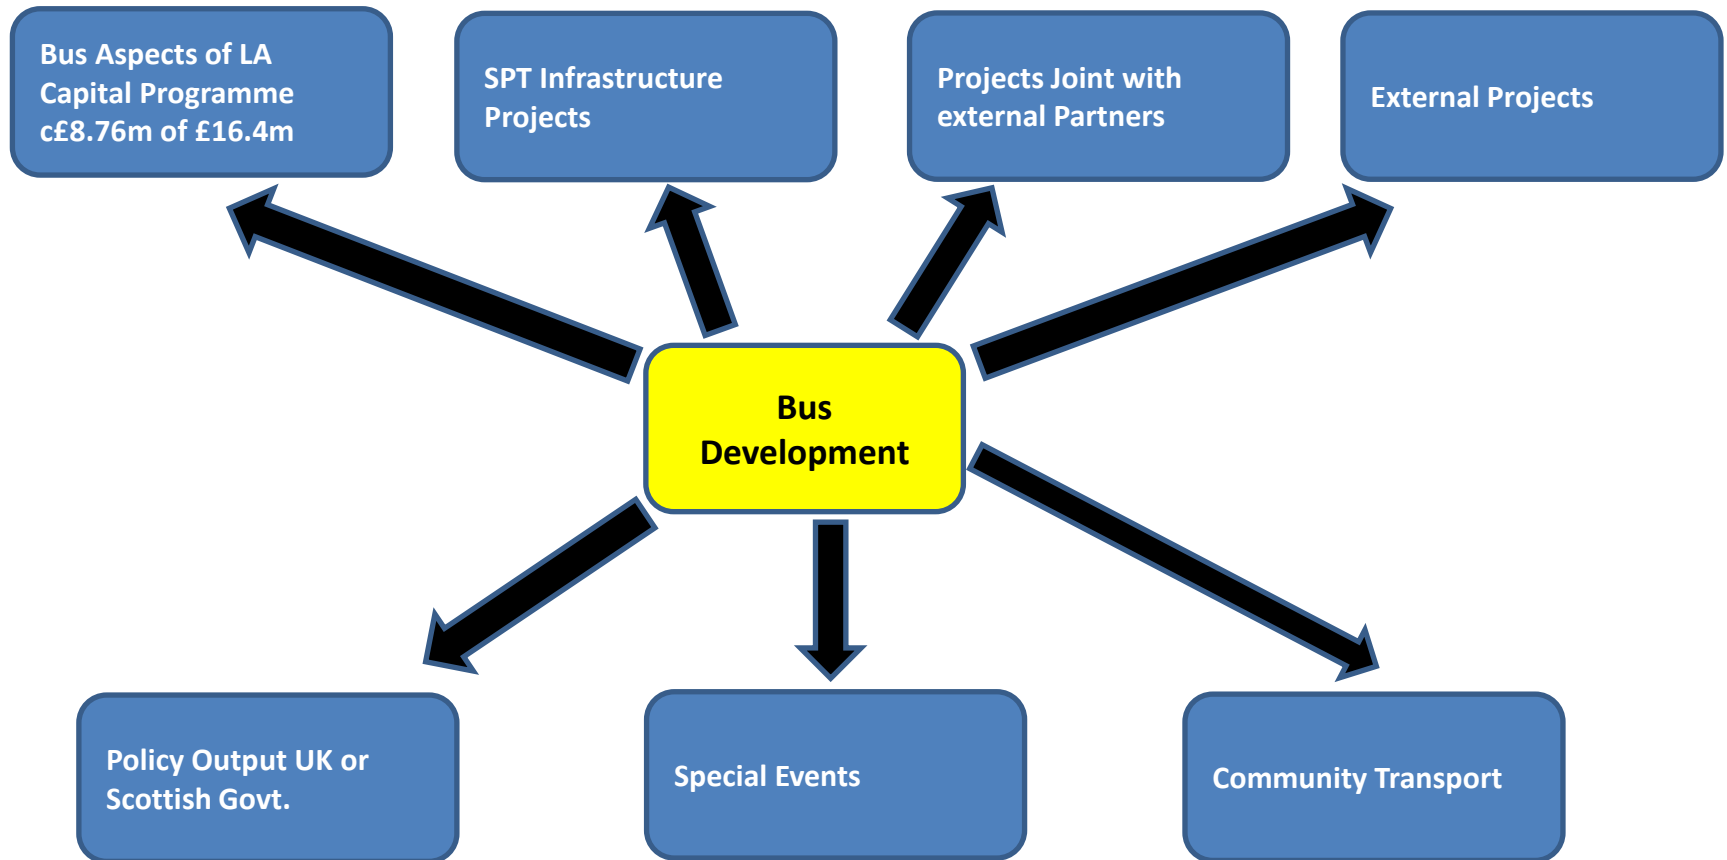 Bus Aspects of LA
Capital Programme
c£8.76m of £16.4m
SPT Infrastructure
Projects
Projects Joint with
external Partners
External Projects
Bus
Development
Policy Output UK or
Scottish Govt.
Special Events
Community Transport